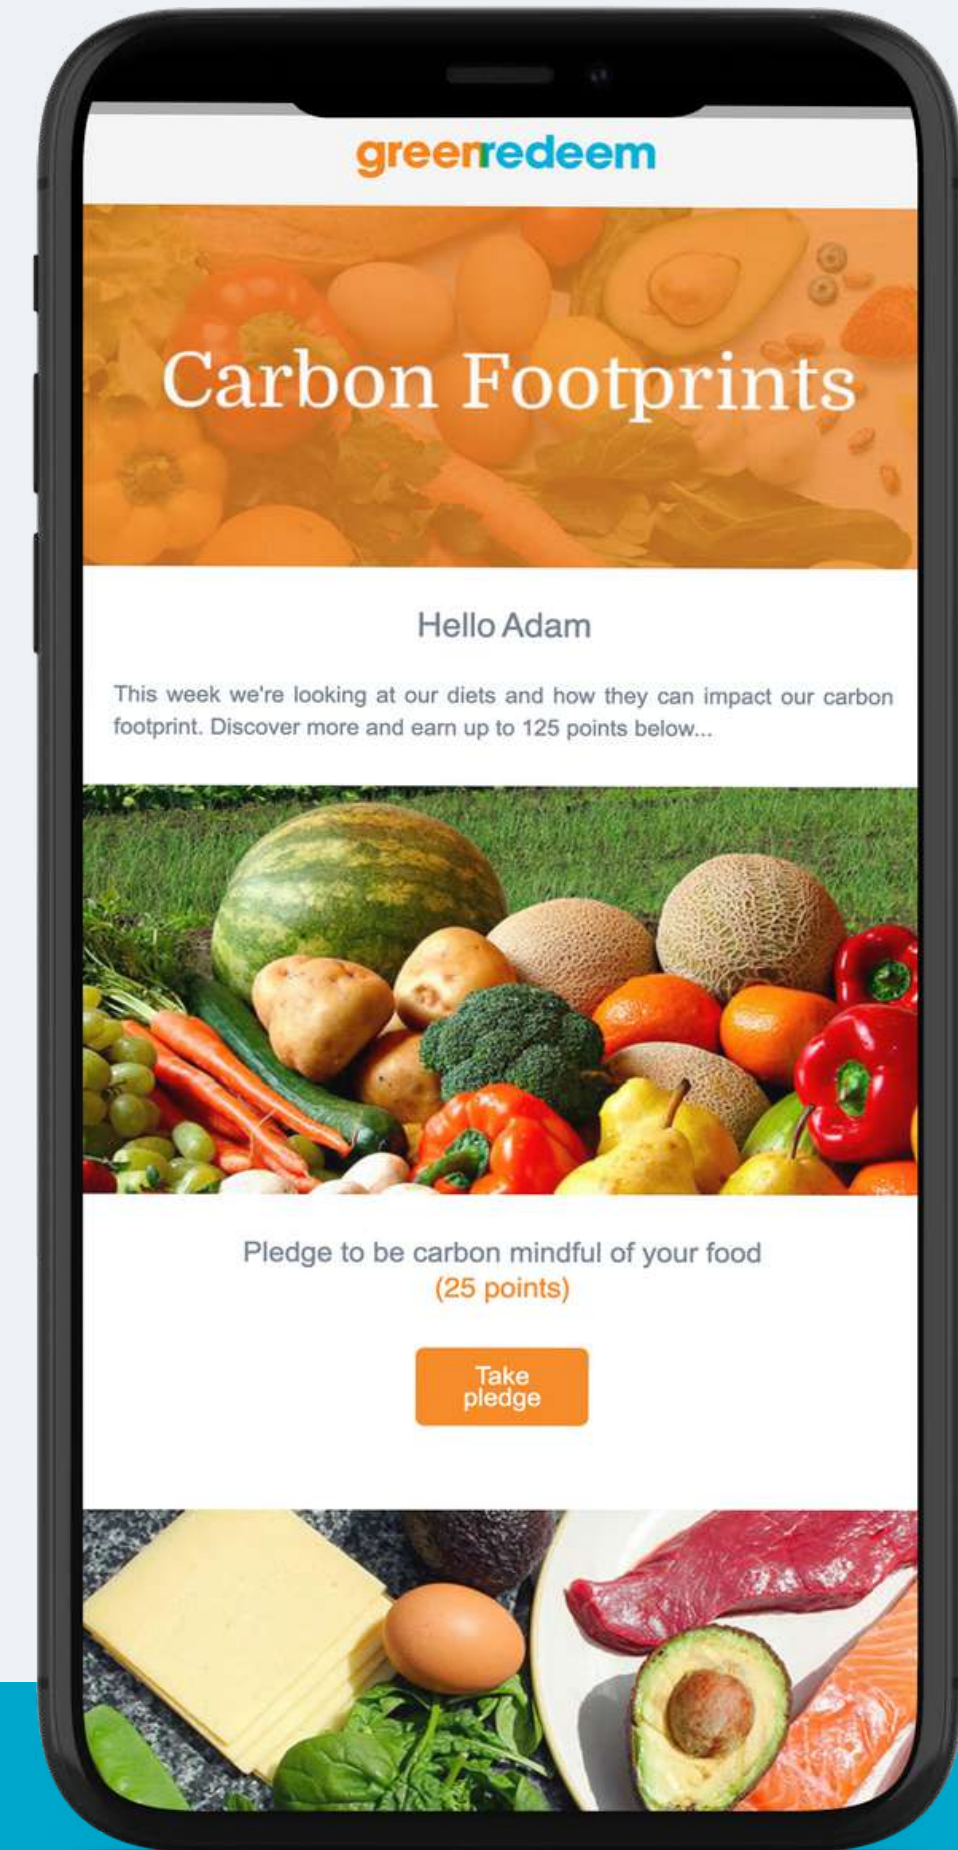 greenredeem
Carbon Footprints
Hello Adam
This week we're looking at our diets and how they can impact our carbon
footprint. Discover more and earn up to 125 points below...
Pledge to be carbon mindful of your food
(25 points)
Take
pledge